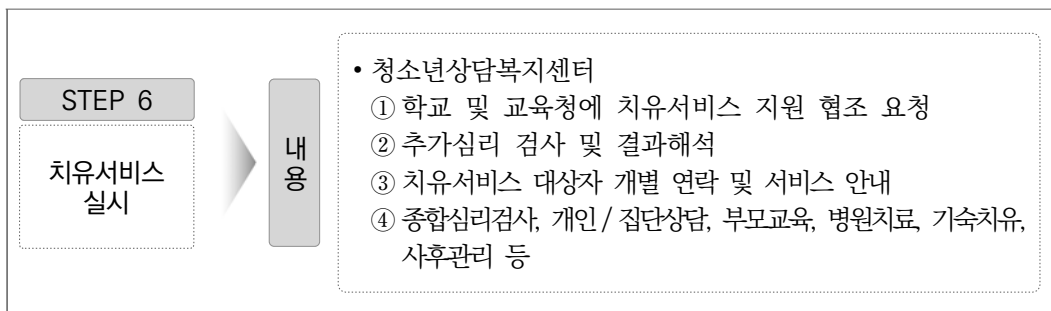 STEP 6
치유서비스
실시
내
용
• 청소년상담복지센터
① 학교 및 교육청에 치유서비스 지원 협조 요청
② 추가심리 검사 및 결과해석
③ 치유서비스 대상자 개별 연락 및 서비스 안내
④ 종합심리검사, 개인 / 집단상담, 부모교육, 병원치료, 기숙치유,
사후관리 등